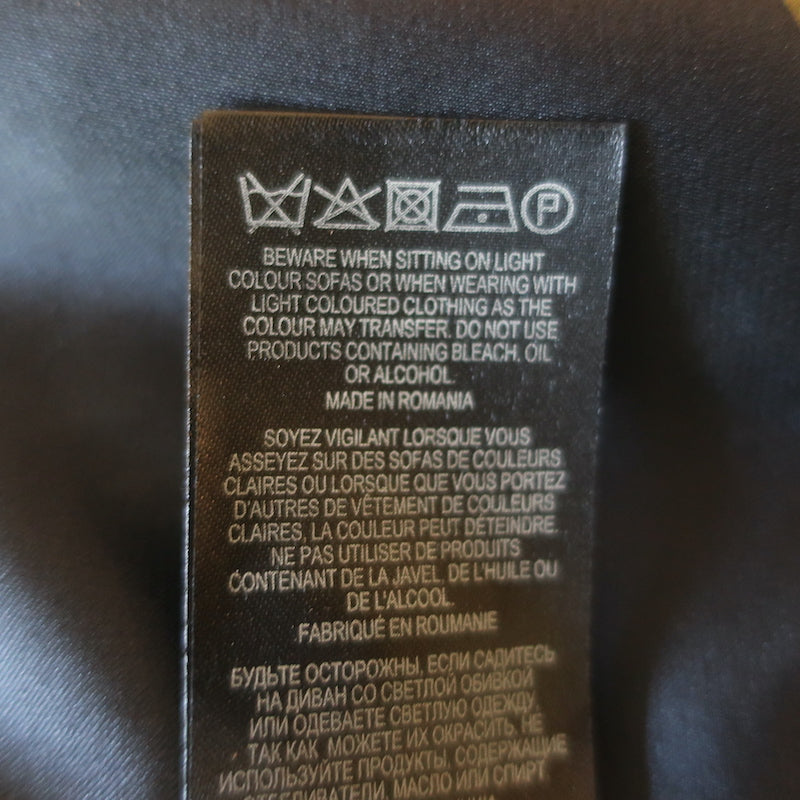 P
BEWARE WHEN SITTING ON LIGHT
COLOUR SOFAS OR WHEN WEARING WITH
LIGHT COLOURED CLOTHING AS THE
COLOUR MAY TRANSFER. DO NOT USE
PRODUCTS CONTAINING BLEACH, OIL
OR ALCOHOL.
MADE IN ROMANIA
SOYEZ VIGILANT LORSQUE VOUS
ASSEYEZ SUR DES SOFAS DE COULEURS
CLAIRES OU LORSQUE QUE VOUS PORTEZ
D'AUTRES DE VÊTEMENT DE COULEURS
CLAIRES, LA COULEUR PEUT DÉTEINDRE.
NE PAS UTILISER DE PRODUITS
CONTENANT DE LA JAVEL, DE L'HUILE OU
DE L'ALCOOL.
FABRIQUÉ EN ROUMANIE
БУДЬТЕ ОСТОРОЖНЫ, ЕСЛИ САДИТЕСЬ
НА ДИВАН СО СВЕТЛОЙ ОБИВКОЙ
ИЛИ ОДЕВАЕТЕ СВЕТЛУЮ ОДЕЖДУ,
ТАК КАК МОЖЕТЕ ИХ ОКРАСИТЬ. НЕ
ИСПОЛЬЗУЙТЕ ПРОДУКТЫ, СОДЕРЖАЩИЕ
ОТБЕЛИВАТЕЛИ, МАСЛО ИЛИ СПИРТ